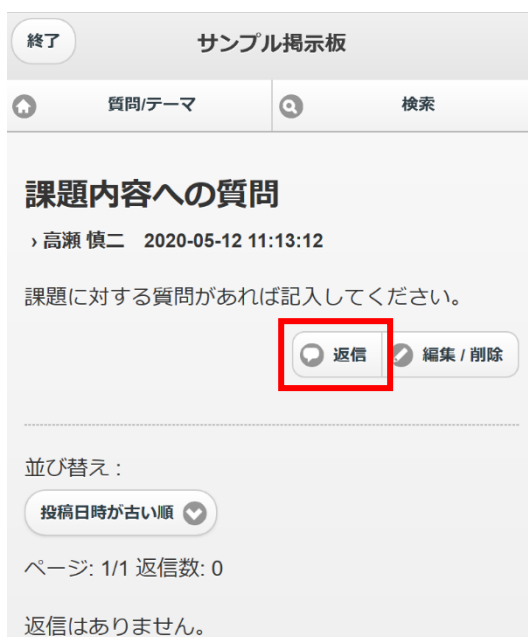 終了 サンプル掲示板
質問/テーマ 検索
課題内容への質問
› 高瀬 慎二 2020-05-12 11:13:12
課題に対する質問があれば記入してください。
返信 編集 / 削除
並び替え :
投稿日時が古い順
ページ: 1/1 返信数: 0
返信はありません。